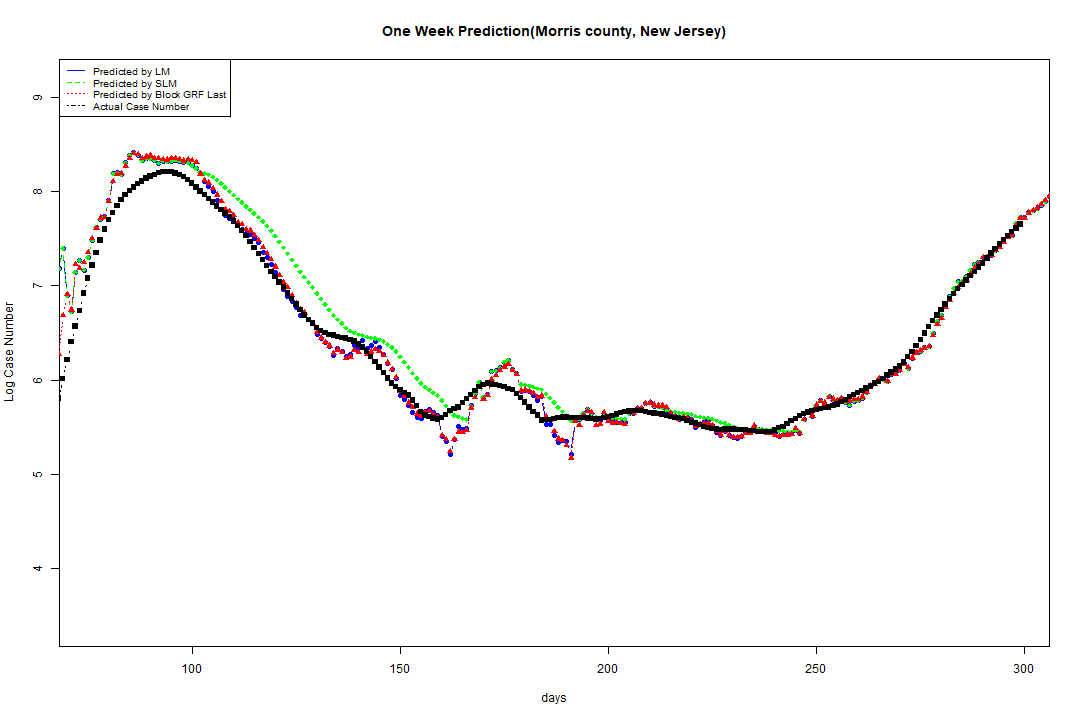 One Week Prediction(Morris county, New Jersey)
Predicted by LM
Predicted by SLM
Predicted by Block GRF Last
Actual Case Number
9
8
7
6
5
4
Log Case Number
100
150
200
250
300
days